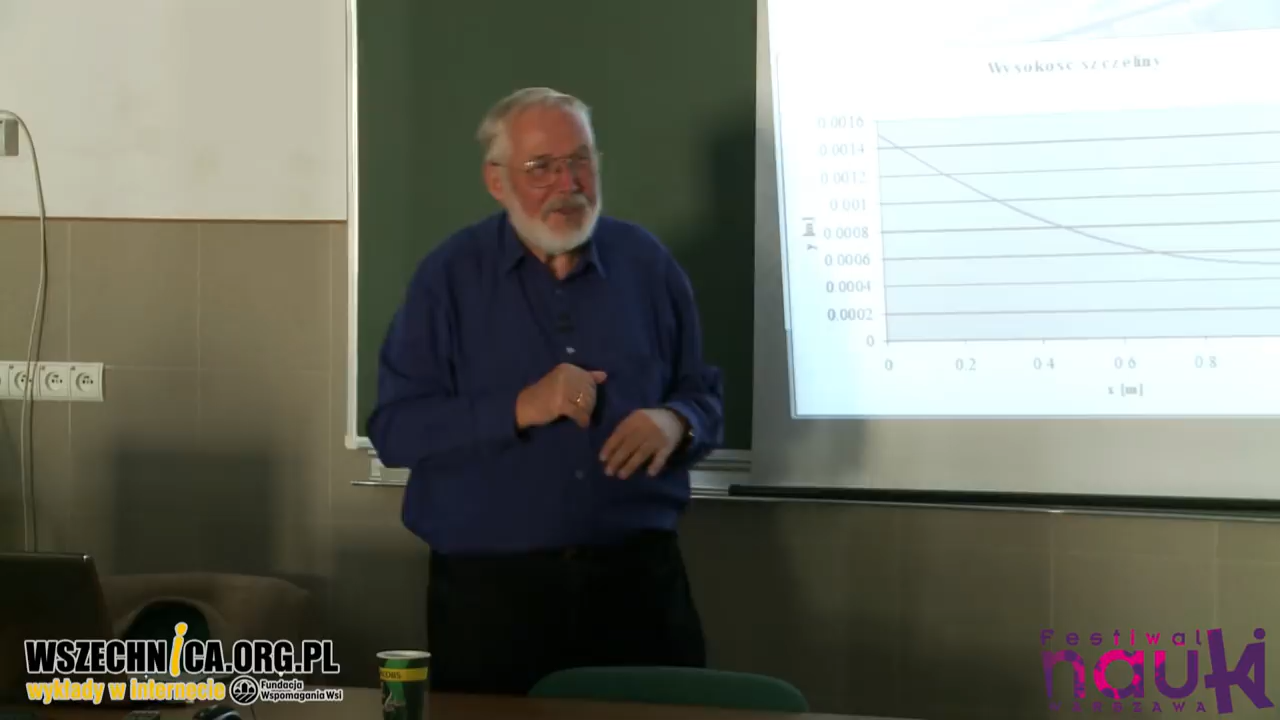 Wysokość szczeliny
0.0016
0.0014
0.0012
0.001
0.0008
0.0006
0.0004
0.0002
0
y [m]
0 0.2 0.4 0.6 0.8
x [m]
WSZECHNICA.ORG.PL
wykłady w internecie
Fundacja
Wspomagania Wsi
Festiwal
nauki
WARSZAWA